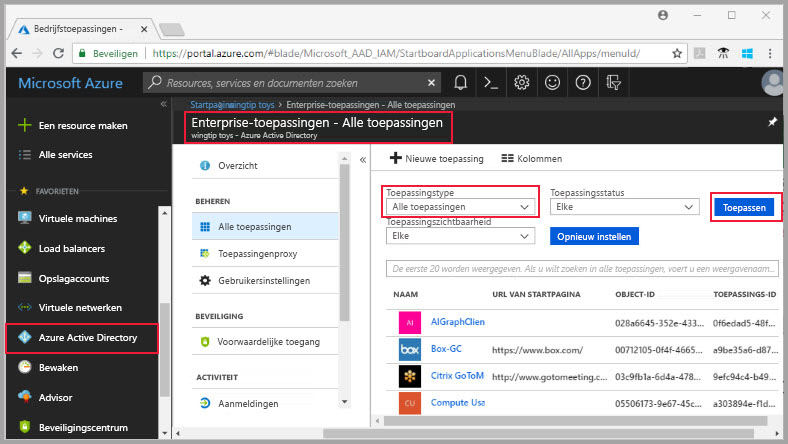 Bedrijfstoepassingen -
Beveiligen https://portal.azure.com/#blade/Microsoft_AAD_IAM/StartboardApplicationsMenuBlade/AllApps/menuId/
Microsoft Azure
Resources, services en documenten zoeken
Een resource maken
Alle services
FAVORIETEN
Virtuele machines
Load balancers
Opslagaccounts
Virtuele netwerken
Azure Active Directory
Bewaken
Advisor
Beveiligingscentrum
Startpagina wingtip toys > Enterprise-toepassingen - Alle toepassingen
Enterprise-toepassingen - Alle toepassingen
wingtip toys - Azure Active Directory
Overzicht
BEHEREN
Alle toepassingen
Toepassingenproxy
Gebruikersinstellingen
BEVEILIGING
Voorwaardelijke toegang
ACTIVITEIT
Aanmeldingen
Nieuwe toepassing Kolommen
Toepassingstype Toepassingsstatus
Alle toepassingen Elke Toepassen
Toepassingszichtbaarheid
Elke Opnieuw instellen
De eerste 20 worden weergegeven. Als u wilt zoeken in alle toepassingen, voert u een weergavenaam...
NAAM URL VAN STARTPAGINA OBJECT-ID TOEPASSINGS-ID
AI AIGraphClien 028a6645-352e-433... 0f6edad5-48f...
box Box-GC https://www.box.com/ 00712105-0f4f-4665... a9be35a6-d87...
Citrix GoToM http://www.gotomeeting.c... 03c9fb1a-6d4a-478... 9efc94c4-b49...
CU Compute Usa 05506173-9e67-45c... a303894e-f1d...